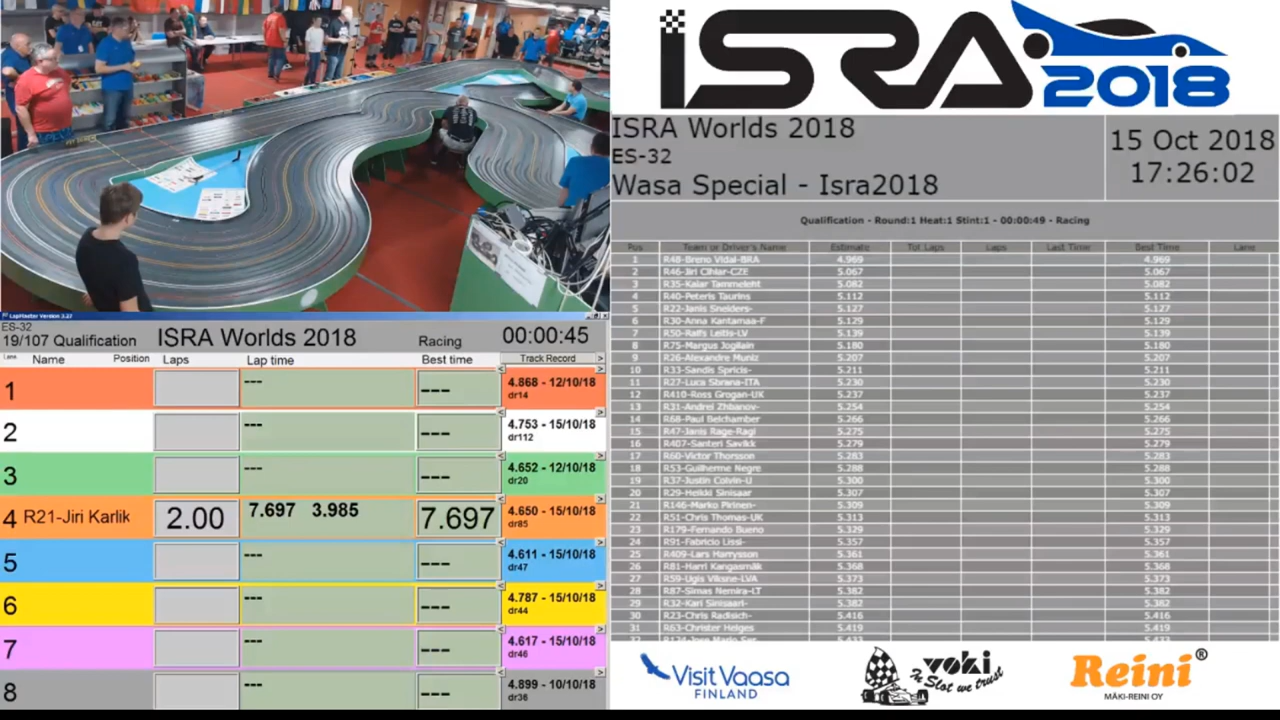 ISRA 2018
ISRA Worlds 2018
ES-32
Wasa Special - Isra2018
15 Oct 2018
17:26:02
Qualification - Round:1 Heat:1 Stint:1 - 00:00:49 - Racing
Pos Team or Driver's Name Estimate Tot Laps Laps Last Time Best Time Lane
1 R48-Breno Vidal-BRA 4.969 4.969
2 R46-Jiri Cihlar-CZE 5.067 5.067
3 R35-Kalar Tammeleht 5.082 5.082
4 R40-Peteris Taurins 5.112 5.112
5 R22-Janis Sneiders- 5.127 5.127
6 R30-Anna Kantamaa-F 5.129 5.129
7 R50-Ralfs Leitis-LV 5.139 5.139
8 R75-Margus Jogilain 5.180 5.180
9 R26-Alexandre Muniz 5.207 5.207
10 R33-Sandis Spricis- 5.211 5.211
11 R27-Luca Sbrana-ITA 5.230 5.230
12 R410-Ross Grogan-UK 5.237 5.237
13 R31-Andrei Zhbanov- 5.254 5.254
14 R68-Paul Belchamber 5.266 5.266
15 R47-Janis Rage-Ragi 5.275 5.275
16 R407-Santeri Savikk 5.279 5.279
17 R60-Victor Thorsson 5.283 5.283
18 R53-Guilherme Negre 5.288 5.288
19 R37-Justin Colvin-U 5.300 5.300
20 R29-Heikki Sinisaar 5.307 5.307
21 R146-Marko Pirinen- 5.309 5.309
22 R51-Chris Thomas-UK 5.313 5.313
23 R179-Fernando Bueno 5.329 5.329
24 R91-Fabricio Lissi- 5.357 5.357
25 R409-Lars Harrysson 5.361 5.361
26 R81-Harri Kangasmäk 5.368 5.368
27 R59-Ugis Viksne-LVA 5.373 5.373
28 R87-Simas Nemira-LT 5.382 5.382
29 R32-Kari Sinisaari- 5.382 5.382
30 R23-Chris Radisich- 5.416 5.416
31 R63-Christer Helges 5.419 5.419
LapMaster Version 3.27
ES-32
19/107 Qualification ISRA Worlds 2018 Racing 00:00:45
Lane Name Position Laps Lap time Best time Track Record >
1 --- --- 4.868 - 12/10/18
dr14
2 --- --- 4.753 - 15/10/18
dr112
3 --- --- 4.652 - 12/10/18
dr20
4 R21-Jiri Karlik 2.00 7.697 3.985 7.697 4.650 - 15/10/18
dr85
5 --- --- 4.611 - 15/10/18
dr47
6 --- --- 4.787 - 15/10/18
dr44
7 --- --- 4.617 - 15/10/18
dr46
8 --- --- 4.899 - 10/10/18
dr36
Visit Vaasa
FINLAND
voki
In Slot we trust
Reini®
MÄKI-REINI OY